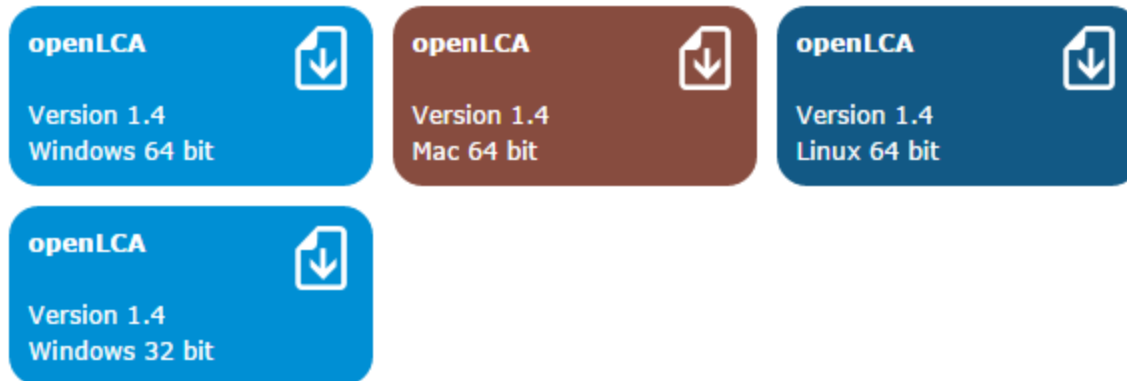 openLCA
Version 1.4
Windows 64 bit
openLCA
Version 1.4
Mac 64 bit
openLCA
Version 1.4
Linux 64 bit
openLCA
Version 1.4
Windows 32 bit